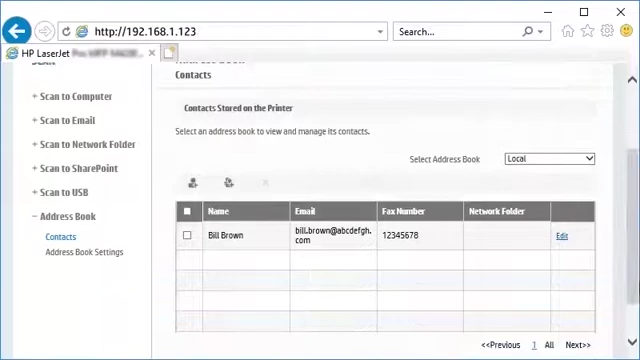 http://192.168.1.123
Search...
HP LaserJet
Contacts
Contacts Stored on the Printer
Select an address book to view and manage its contacts.
Select Address Book
Local
+ Scan to Computer
+ Scan to Email
+ Scan to Network Folder
+ Scan to SharePoint
+ Scan to USB
− Address Book
Contacts
Address Book Settings
Name Email Fax Number Network Folder
Bill Brown bill.brown@abcdefgh. 12345678 Edit
com
<<Previous 1 All Next>>